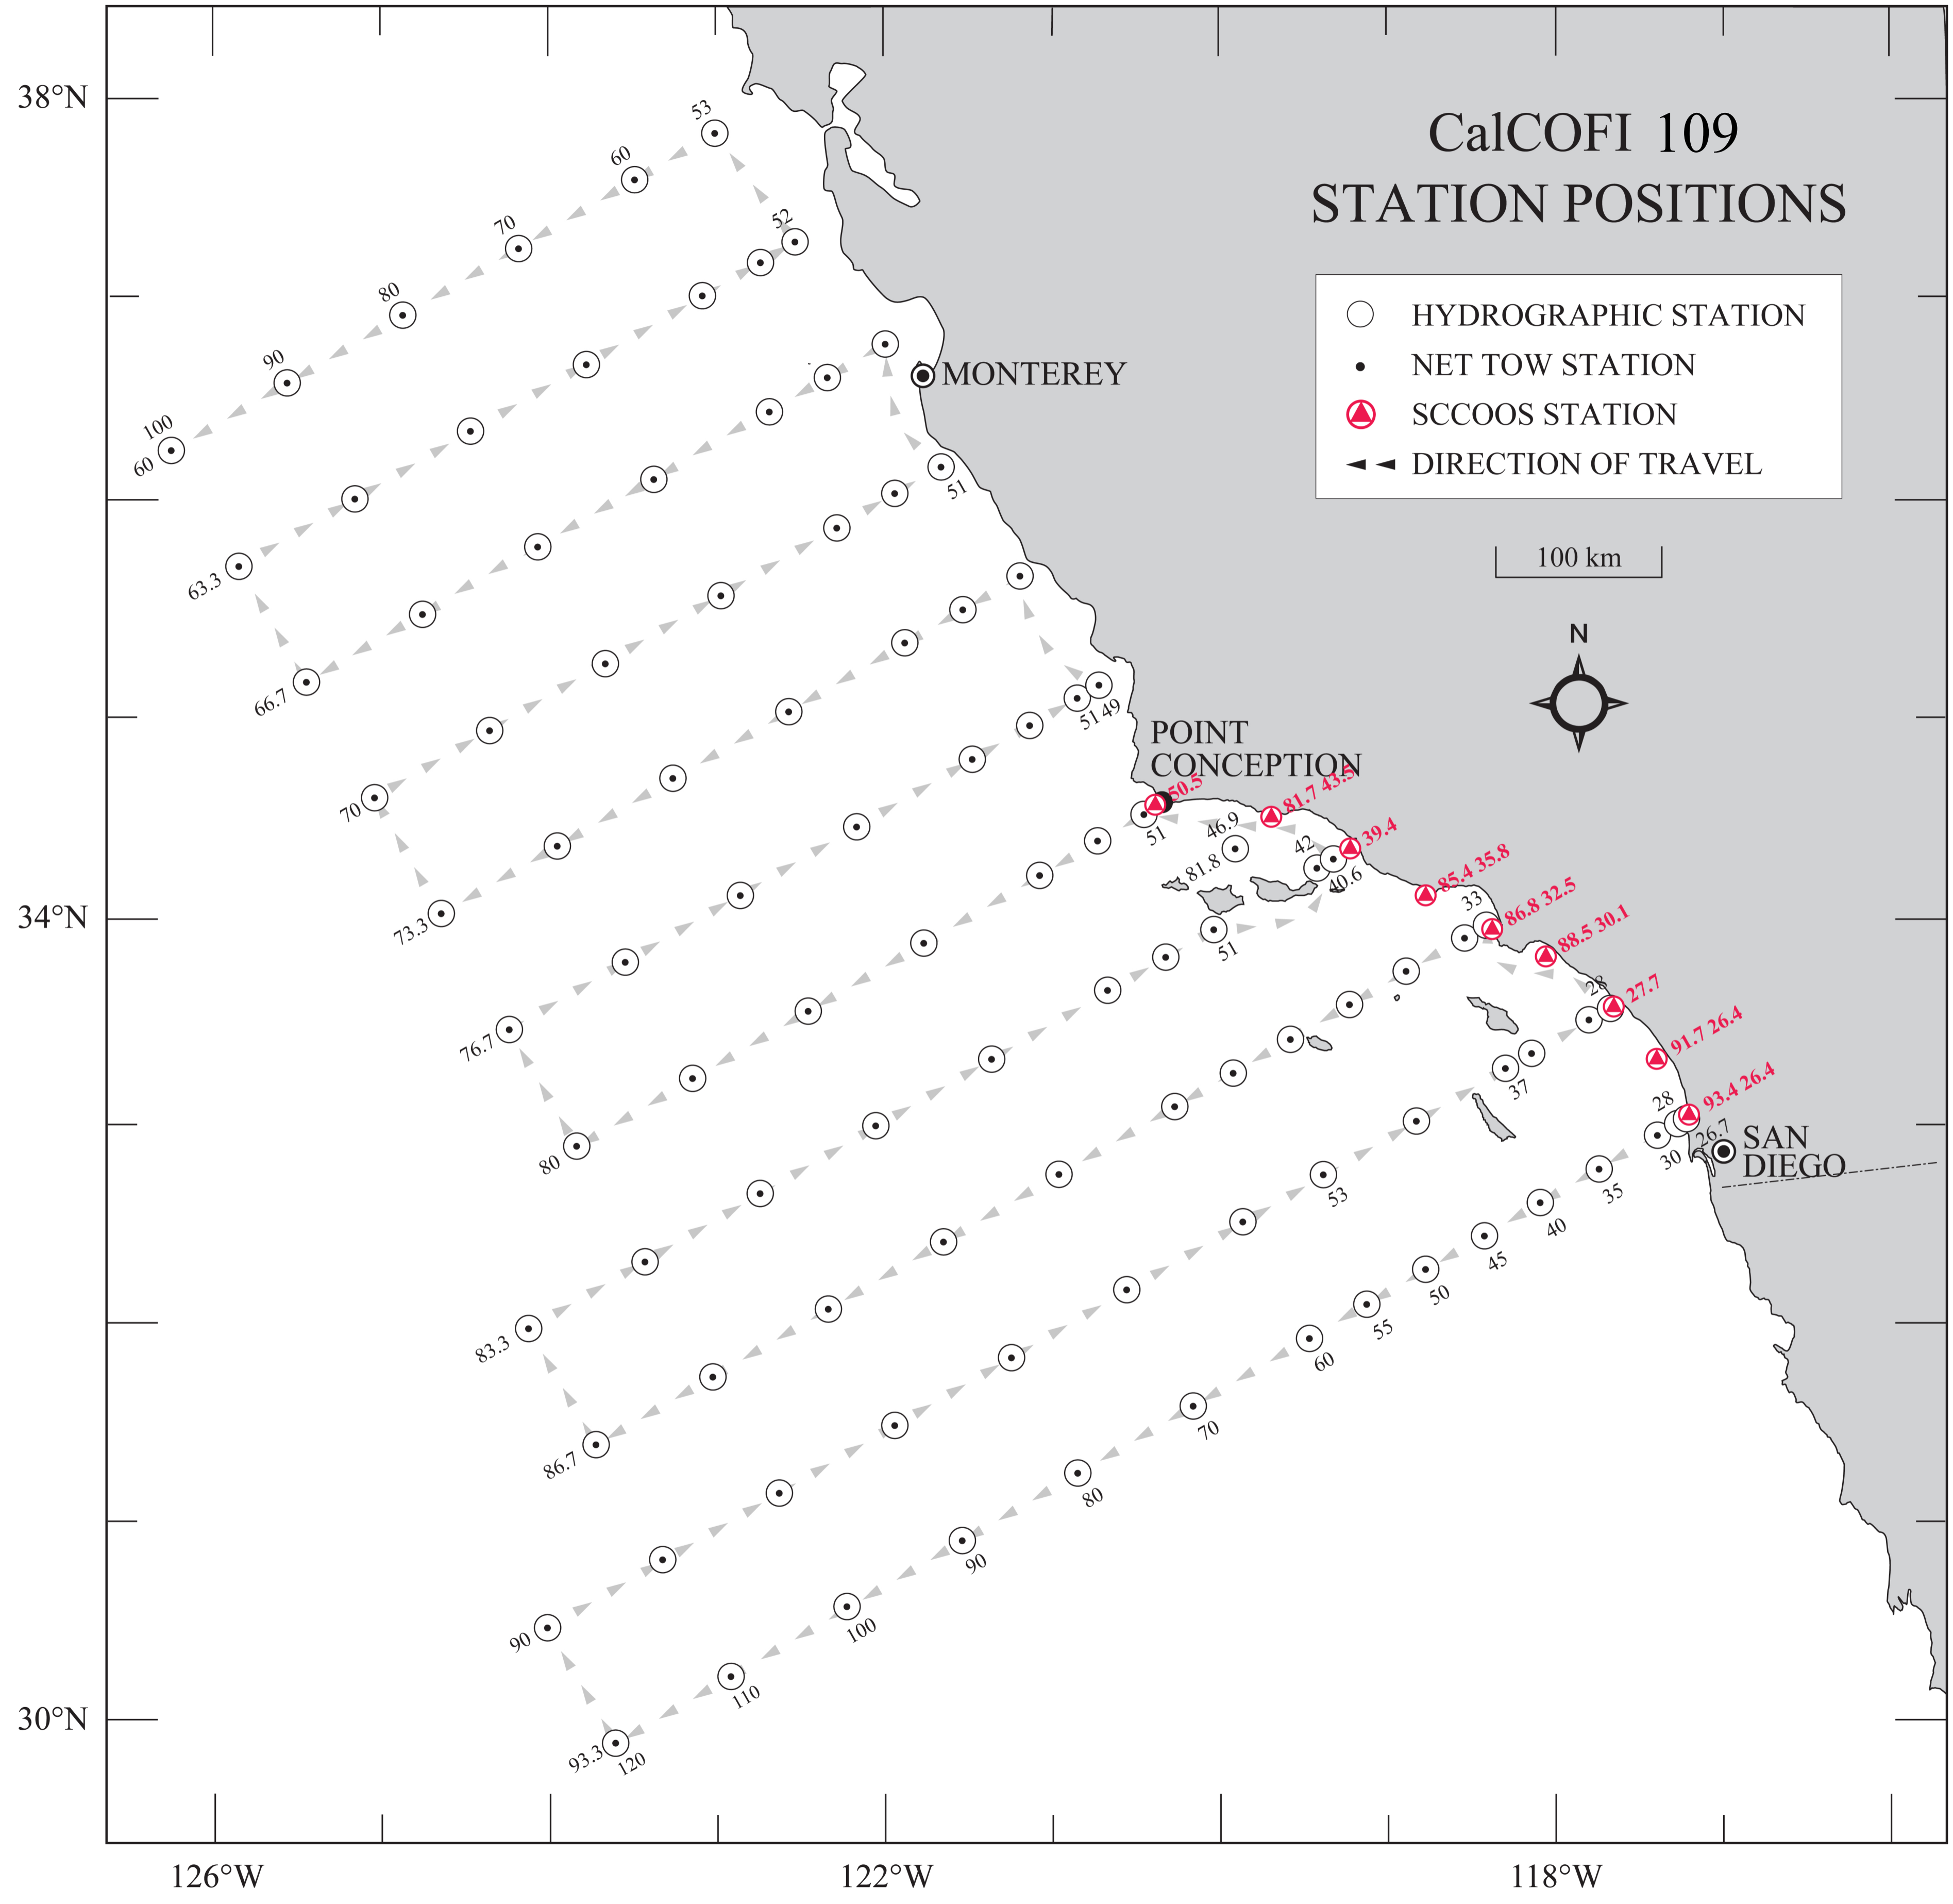 CalCOFI 109
STATION POSITIONS
HYDROGRAPHIC STATION
NET TOW STATION
SCCOOS STATION
DIRECTION OF TRAVEL
100 km
N
38°N
34°N
30°N
126°W
122°W
118°W
MONTEREY
POINT
CONCEPTION
SAN
DIEGO
53
60
70
80
90
100
60
52
63.3
66.7
51
70
73.3
51 49
76.7
80
51
50.5
81.7 43.5
46.9
81.8
42
40.6
39.4
51
83.3
85.4 35.8
33
86.8 32.5
88.5 30.1
86.7
28
27.7
37
53
90
91.7 26.4
93.4 26.4
28
26.7
30
35
40
45
50
55
60
70
80
90
100
110
120
93.3